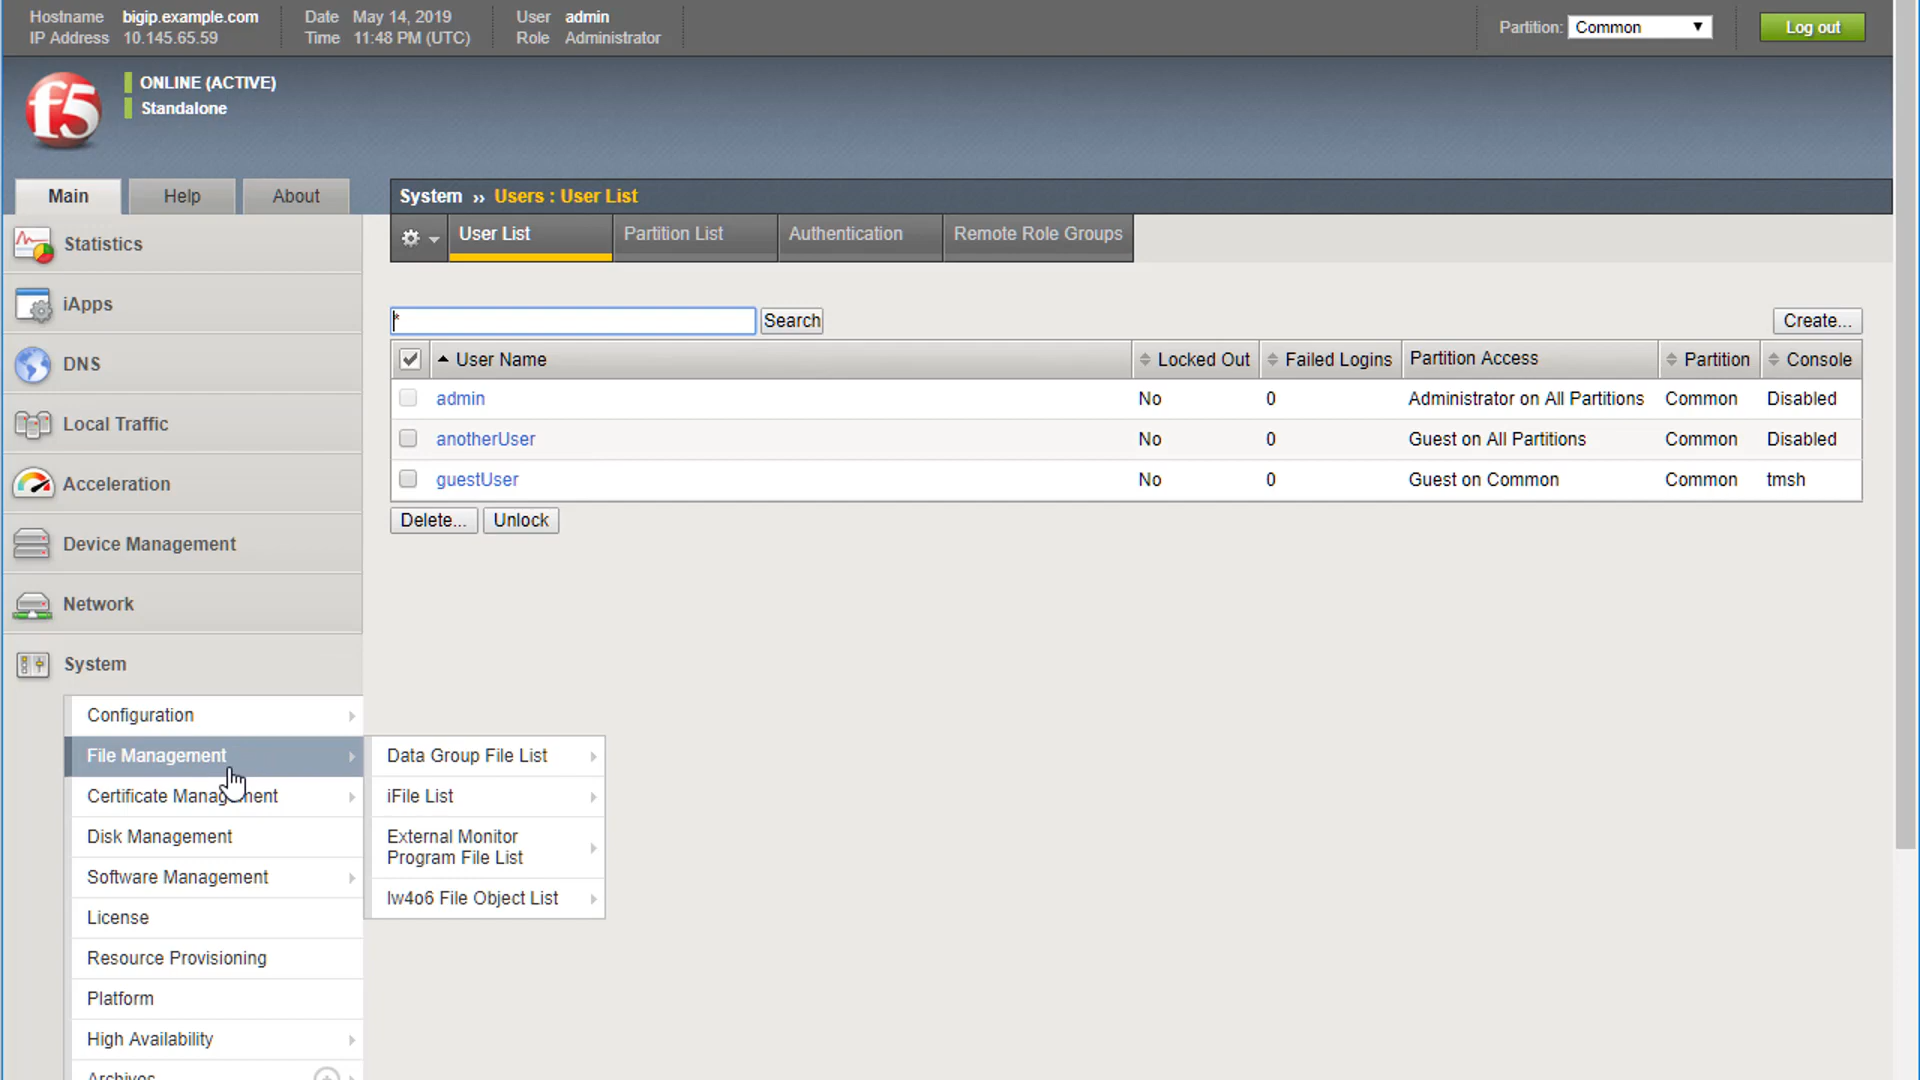 Hostname bigip.example.com
IP Address 10.145.65.59
Date May 14, 2019
Time 11:48 PM (UTC)
User admin
Role Administrator
Partition: Common
Log out
f5
ONLINE (ACTIVE)
Standalone
Main Help About
System ›› Users : User List
User List Partition List Authentication Remote Role Groups
Statistics
iApps
DNS
Local Traffic
Acceleration
Device Management
Network
System
Configuration
File Management
Certificate Management
Disk Management
Software Management
License
Resource Provisioning
Platform
High Availability
Archives
Data Group File List
iFile List
External Monitor
Program File List
lw4o6 File Object List
* Search Create...
User Name Locked Out Failed Logins Partition Access Partition Console
admin No 0 Administrator on All Partitions Common Disabled
anotherUser No 0 Guest on All Partitions Common Disabled
guestUser No 0 Guest on Common Common tmsh
Delete... Unlock